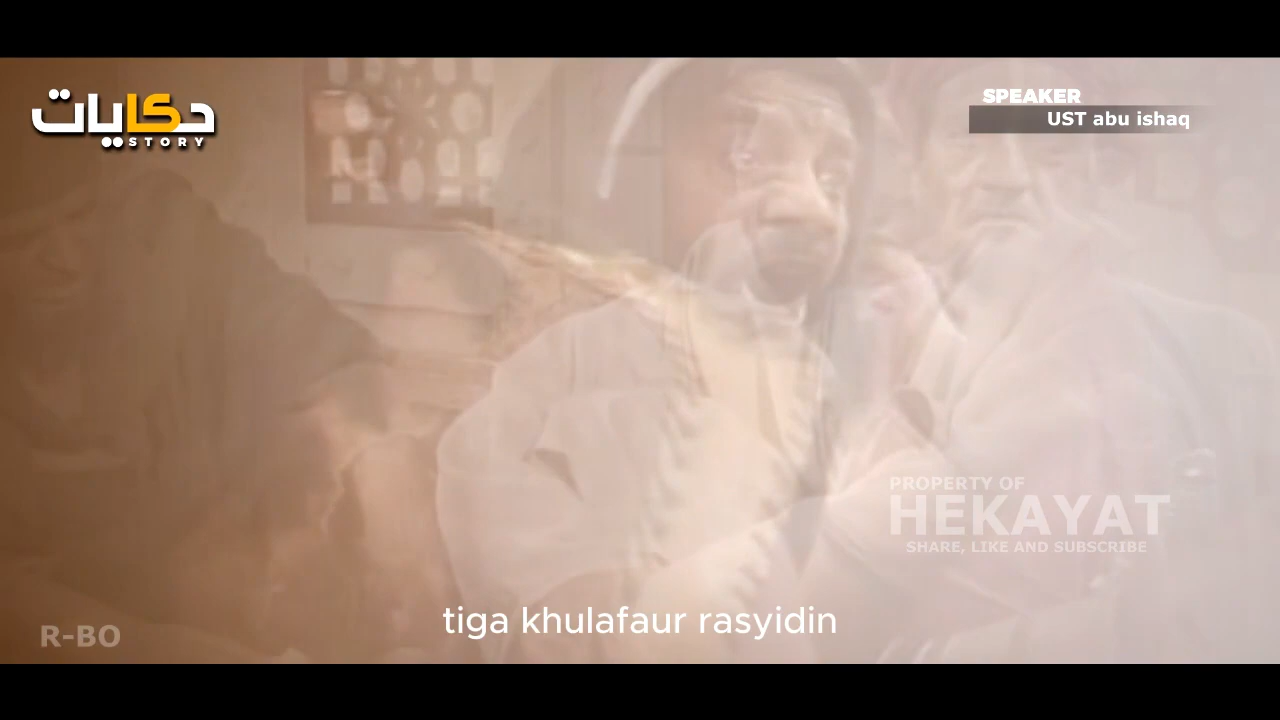 حكايات
STORY
SPEAKER
UST abu ishaq
PROPERTY OF
HEKAYAT
SHARE, LIKE AND SUBSCRIBE
tiga khulafaur rasyidin
R-BO